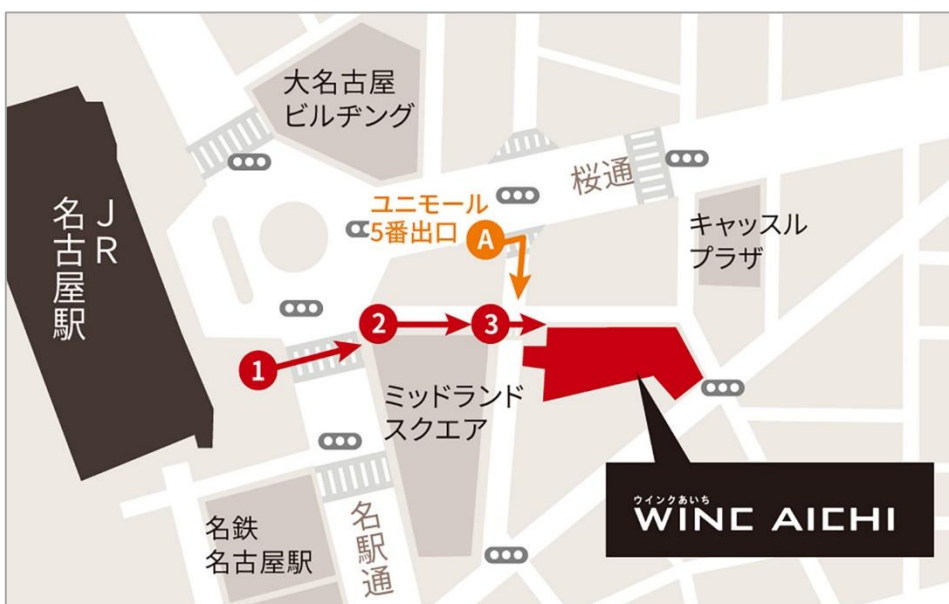 大名古屋
ビルヂング
桜通
ユニモール
5番出口
A
キャッスル
プラザ
JR
名古屋駅
1
2
3
ミッドランド
スクエア
ウインクあいち
WINC AICHI
名鉄
名古屋駅
名駅通